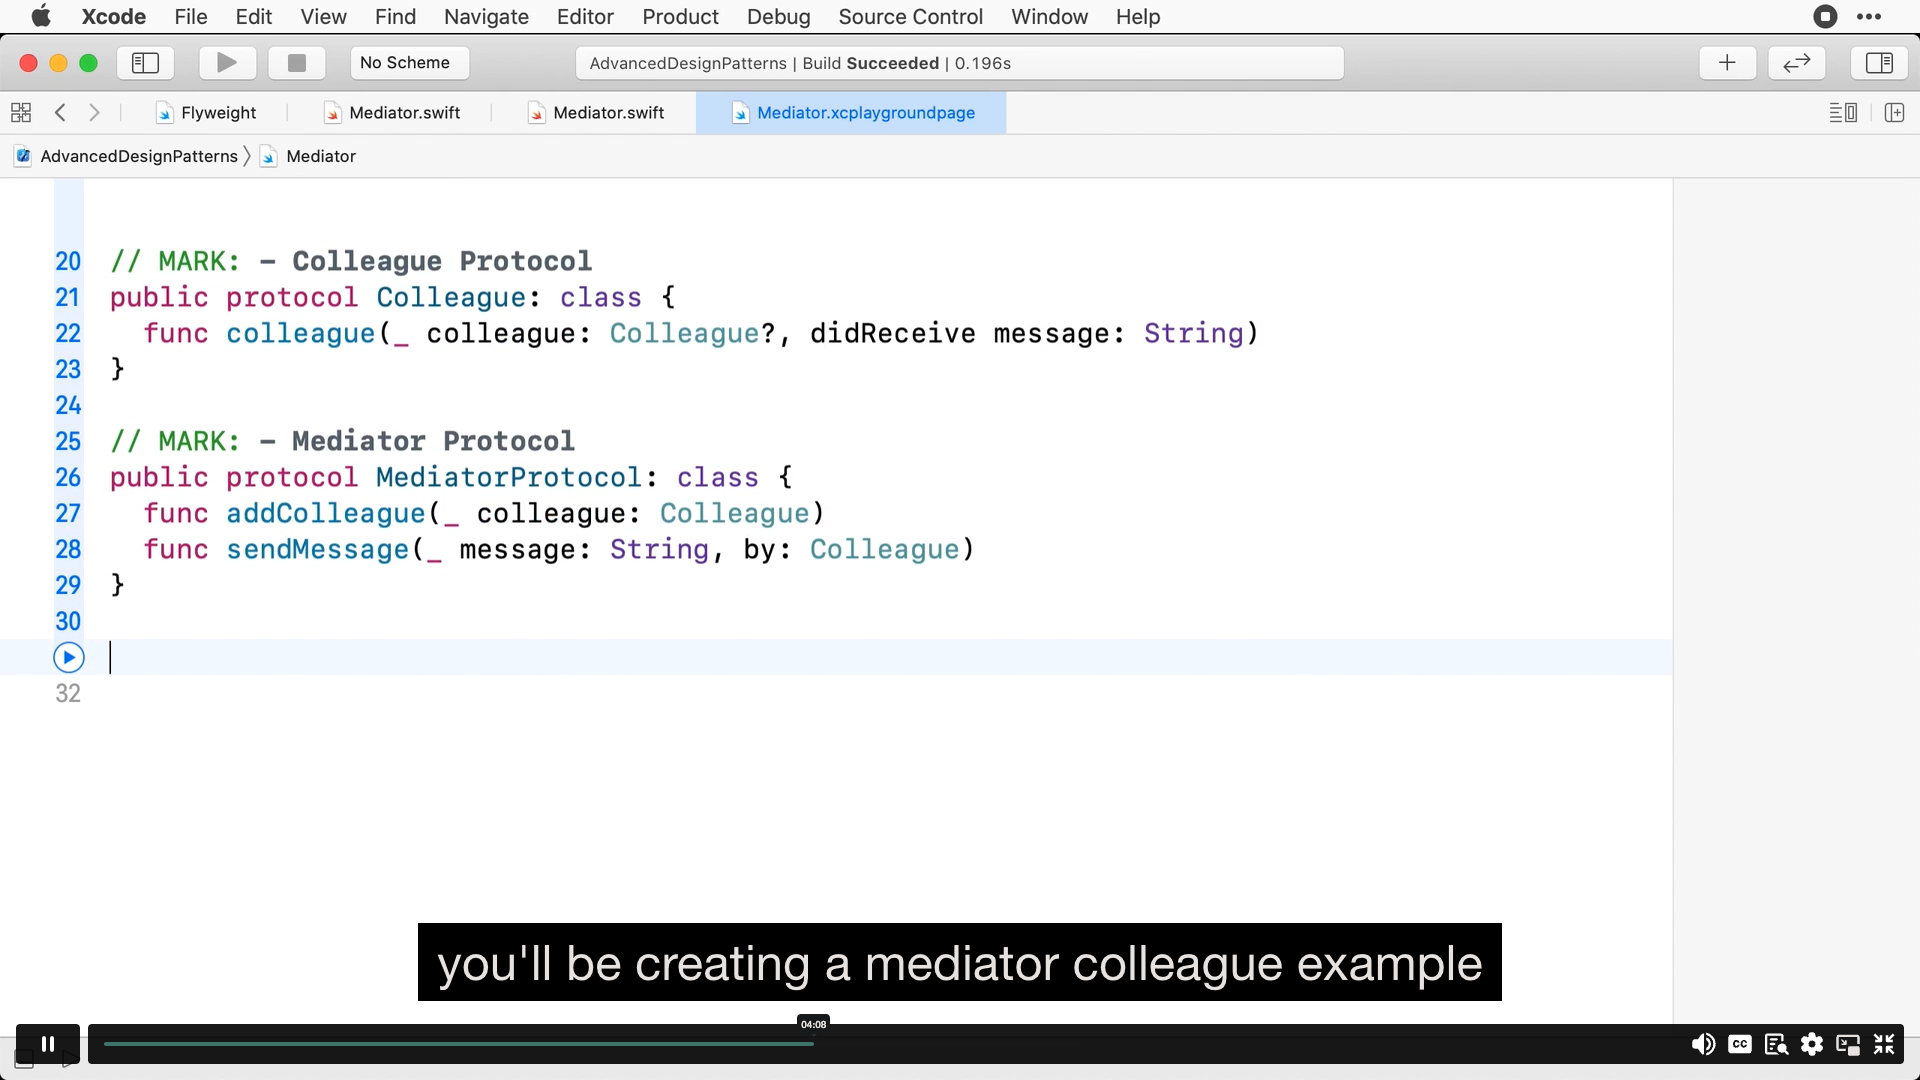 Xcode File Edit View Find Navigate Editor Product Debug Source Control Window Help
No Scheme
AdvancedDesignPatterns | Build Succeeded | 0.196s
Flyweight Mediator.swift Mediator.swift Mediator.xcplaygroundpage
AdvancedDesignPatterns Mediator
20 // MARK: - Colleague Protocol
21 public protocol Colleague: class {
22 func colleague(_ colleague: Colleague?, didReceive message: String)
23 }
24
25 // MARK: - Mediator Protocol
26 public protocol MediatorProtocol: class {
27 func addColleague(_ colleague: Colleague)
28 func sendMessage(_ message: String, by: Colleague)
29 }
30
32
you'll be creating a mediator colleague example
04:08
CC